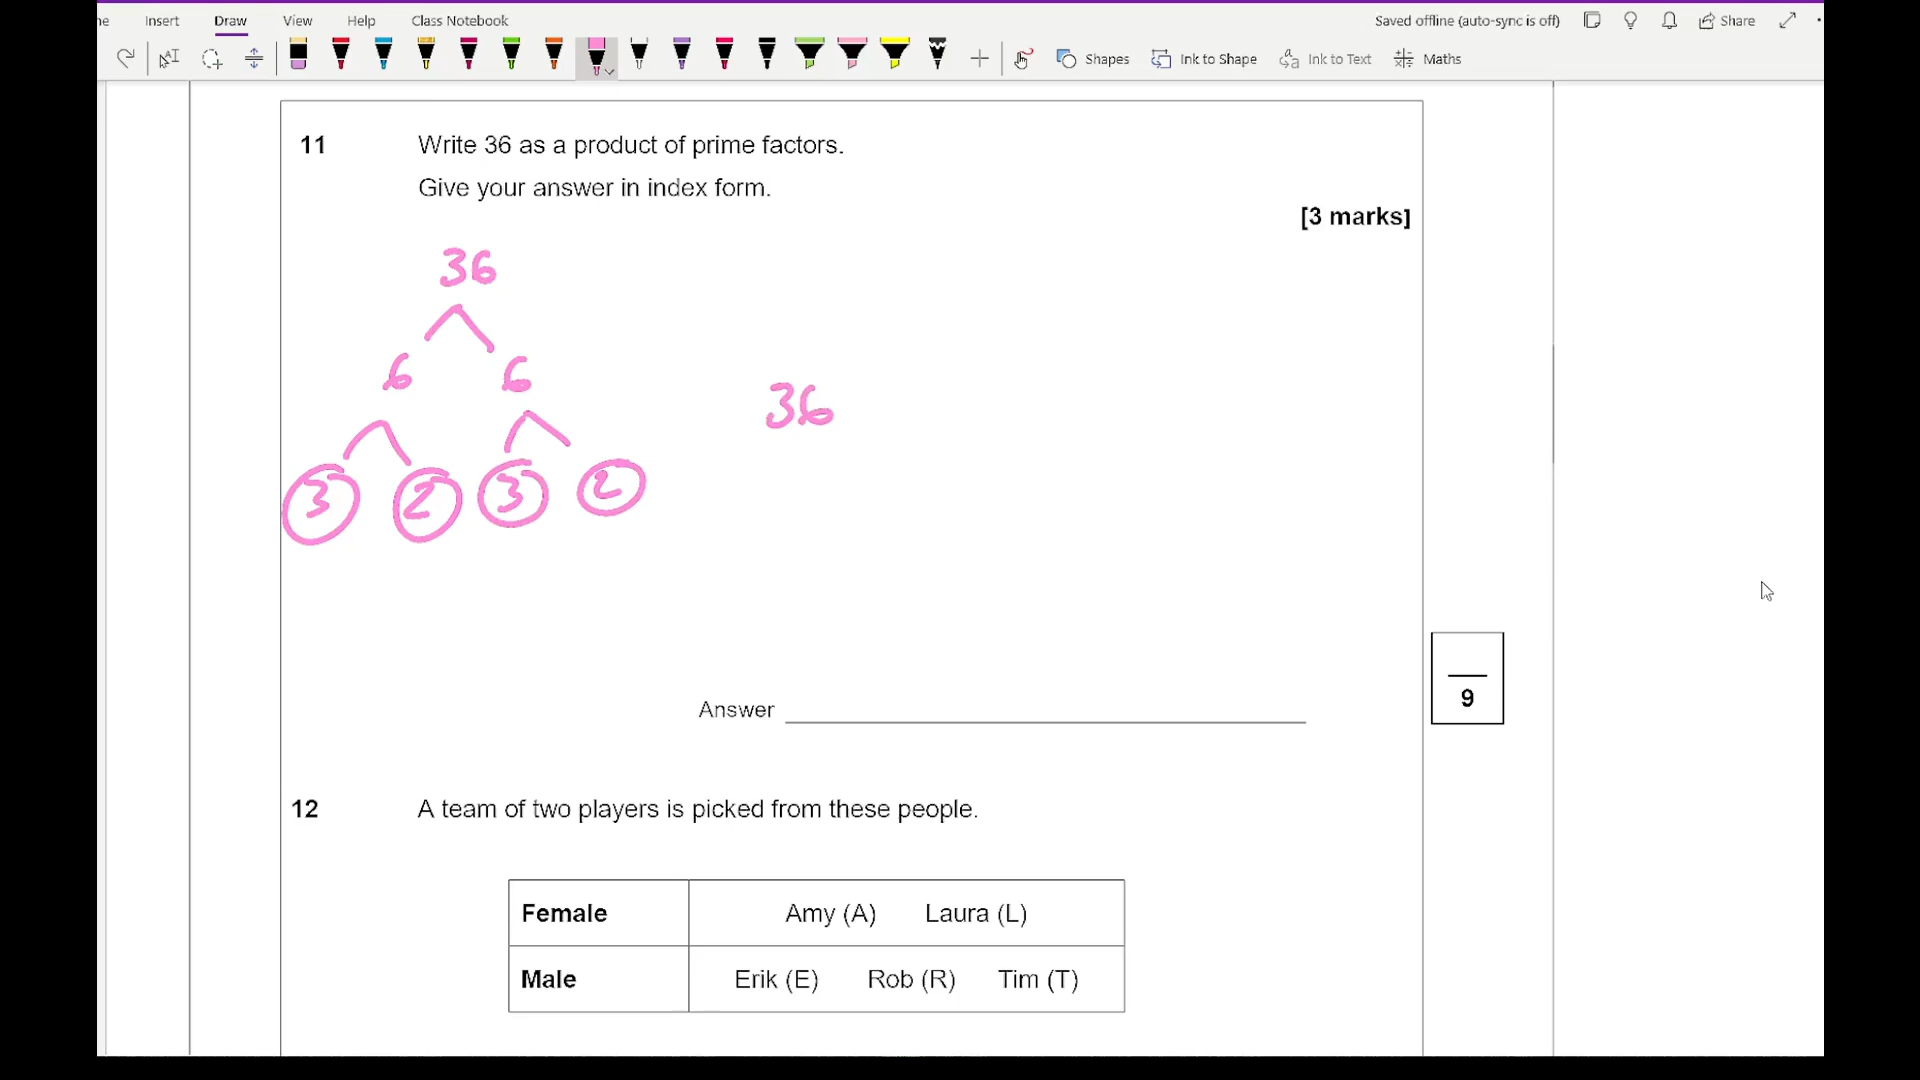 Insert Draw View Help Class Notebook Saved offline (auto-sync is off) Share
Shapes Ink to Shape Ink to Text Maths
11 Write 36 as a product of prime factors.
Give your answer in index form.
[3 marks]
36
6 6
36
3 2 3 2
9
Answer
12 A team of two players is picked from these people.
Female Amy (A) Laura (L)
Male Erik (E) Rob (R) Tim (T)